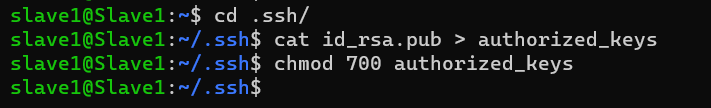 slave1@Slave1:~$ cd .ssh/
slave1@Slave1:~/.ssh$ cat id_rsa.pub > authorized_keys
slave1@Slave1:~/.ssh$ chmod 700 authorized_keys
slave1@Slave1:~/.ssh$